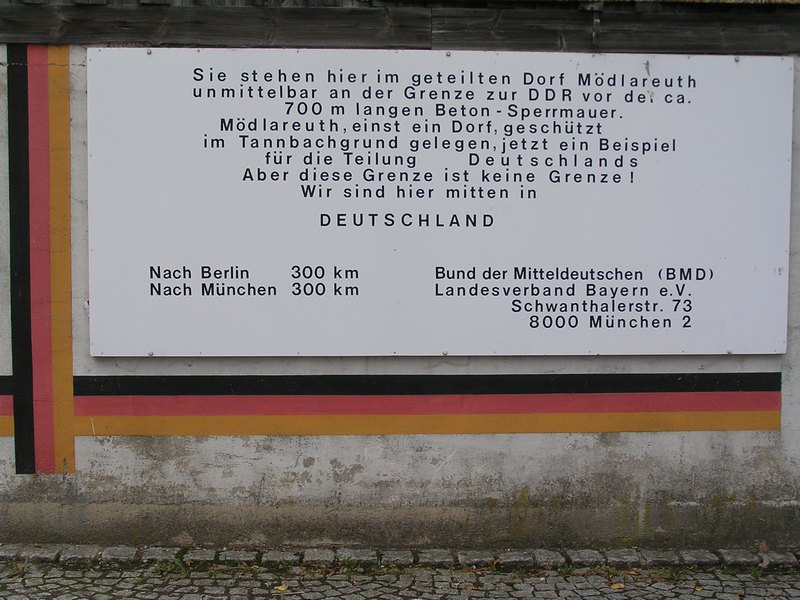 Sie stehen hier im geteilten Dorf Mödlareuth
unmittelbar an der Grenze zur DDR vor der ca.
700 m langen Beton-Sperrmauer.
Mödlareuth, einst ein Dorf, geschützt
im Tannbachgrund gelegen, jetzt ein Beispiel
für die Teilung Deutschlands
Aber diese Grenze ist keine Grenze!
Wir sind hier mitten in
DEUTSCHLAND
Nach Berlin 300 km
Nach München 300 km
Bund der Mitteldeutschen (BMD)
Landesverband Bayern e.V.
Schwanthalerstr. 73
8000 München 2